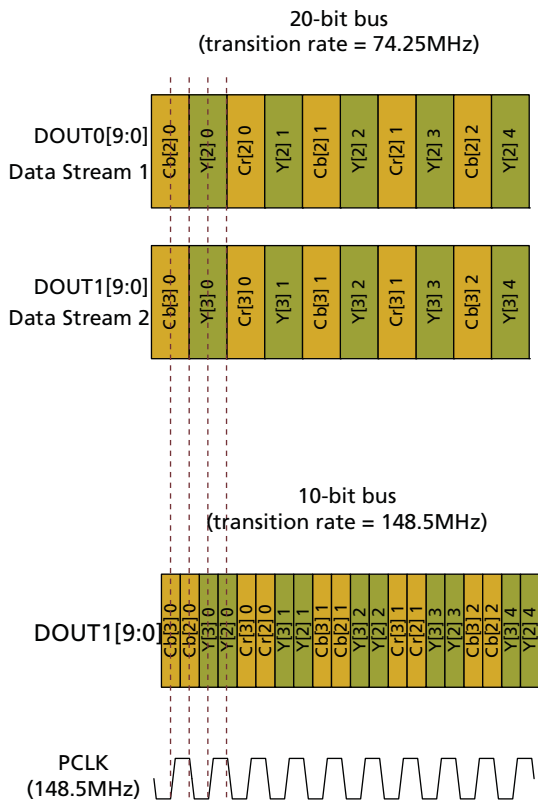 20-bit bus
(transition rate = 74.25MHz)
DOUT0[9:0]
Data Stream 1
Cb[2] 0
Y[2] 0
Cr[2] 0
Y[2] 1
Cb[2] 1
Y[2] 2
Cr[2] 1
Y[2] 3
Cb[2] 2
Y[2] 4
DOUT1[9:0]
Data Stream 2
Cb[3] 0
Y[3] 0
Cr[3] 0
Y[3] 1
Cb[3] 1
Y[3] 2
Cr[3] 1
Y[3] 3
Cb[3] 2
Y[3] 4
10-bit bus
(transition rate = 148.5MHz)
DOUT1[9:0]
Cb[3] 0
Cb[2] 0
Y[3] 0
Y[2] 0
Cr[3] 0
Cr[2] 0
Y[3] 1
Y[2] 1
Cb[3] 1
Cb[2] 1
Y[3] 2
Y[2] 2
Cr[3] 1
Cr[2] 1
Y[3] 3
Y[2] 3
Cb[3] 2
Cb[2] 2
Y[3] 4
Y[2] 4
PCLK
(148.5MHz)